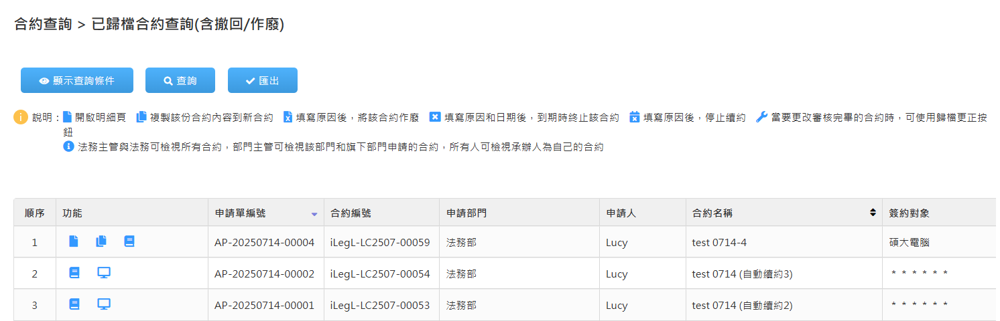 合約查詢 > 已歸檔合約查詢(含撤回/作廢)
顯示查詢條件 查詢 匯出
說明：開啟明細頁 複製該份合約內容到新合約 填寫原因後，將該合約作廢 填寫原因和日期後，到期時終止該合約 填寫原因後，停止續約 當要更改審核完畢的合約時，可使用歸檔更正按
鈕
法務主管與法務可檢視所有合約，部門主管可檢視該部門和旗下部門申請的合約，所有人可檢視承辦人為自己的合約
順序 功能 申請單編號 合約編號 申請部門 申請人 合約名稱 簽約對象
1 AP-20250714-00004 iLegL-LC2507-00059 法務部 Lucy test 0714-4 碩大電腦
2 AP-20250714-00002 iLegL-LC2507-00054 法務部 Lucy test 0714 (自動續約3) ＊＊＊＊＊＊
3 AP-20250714-00001 iLegL-LC2507-00053 法務部 Lucy test 0714 (自動續約2) ＊＊＊＊＊＊